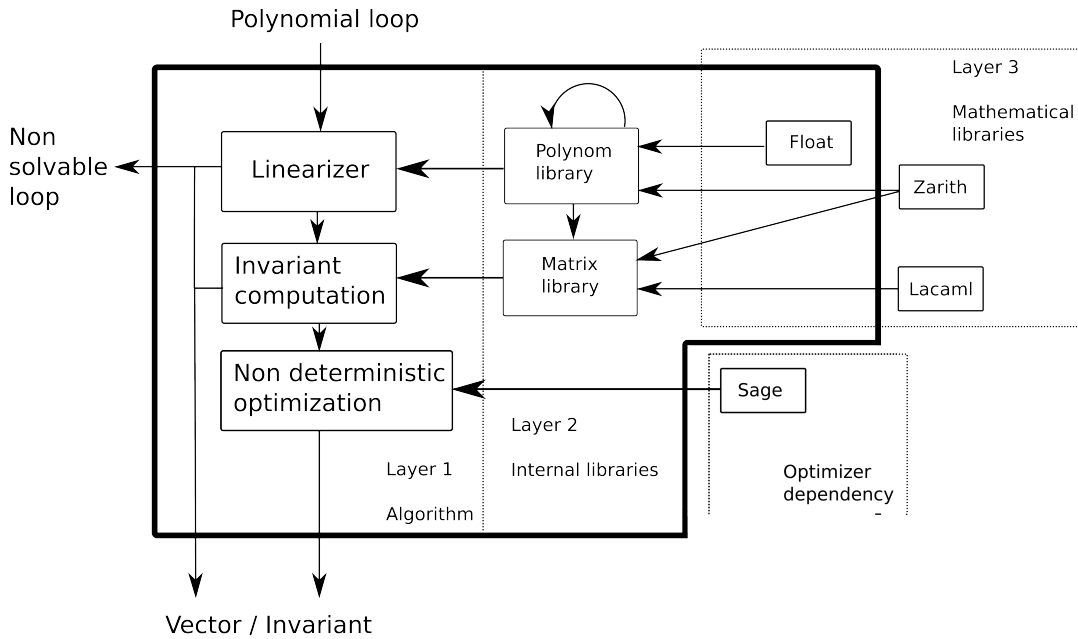 Polynomial loop
Layer 3
Mathematical
libraries
Non
solvable
loop
Linearizer
Polynom
library
Float
Zarith
Invariant
computation
Matrix
library
Lacaml
Non deterministic
optimization
Sage
Layer 2
Internal libraries
Layer 1
Algorithm
Optimizer
dependency
Vector / Invariant